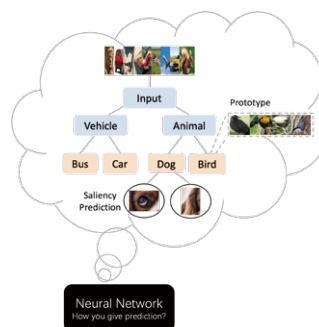 Input
Prototype
Vehicle
Animal
Bus
Car
Dog
Bird
Saliency
Prediction
Neural Network
How you give prediction?